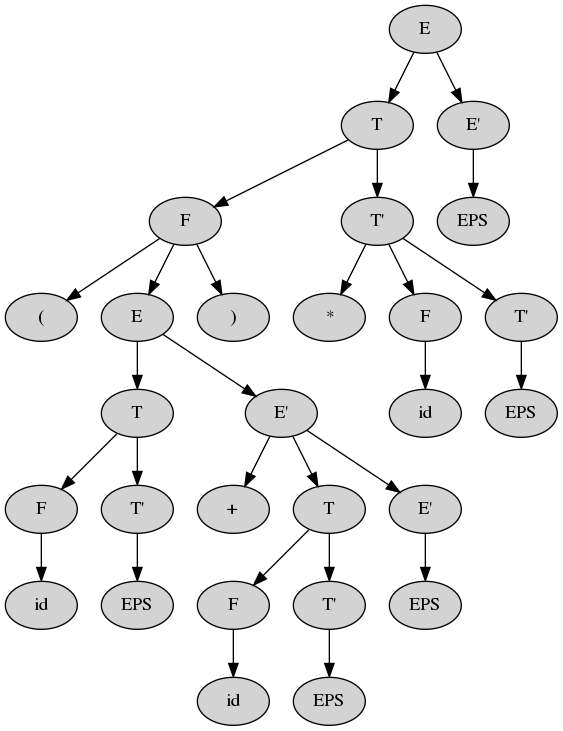 E
T E'
F T' EPS
( E ) * F T'
T E' id EPS
F T' + T E'
id EPS F T' EPS
id EPS